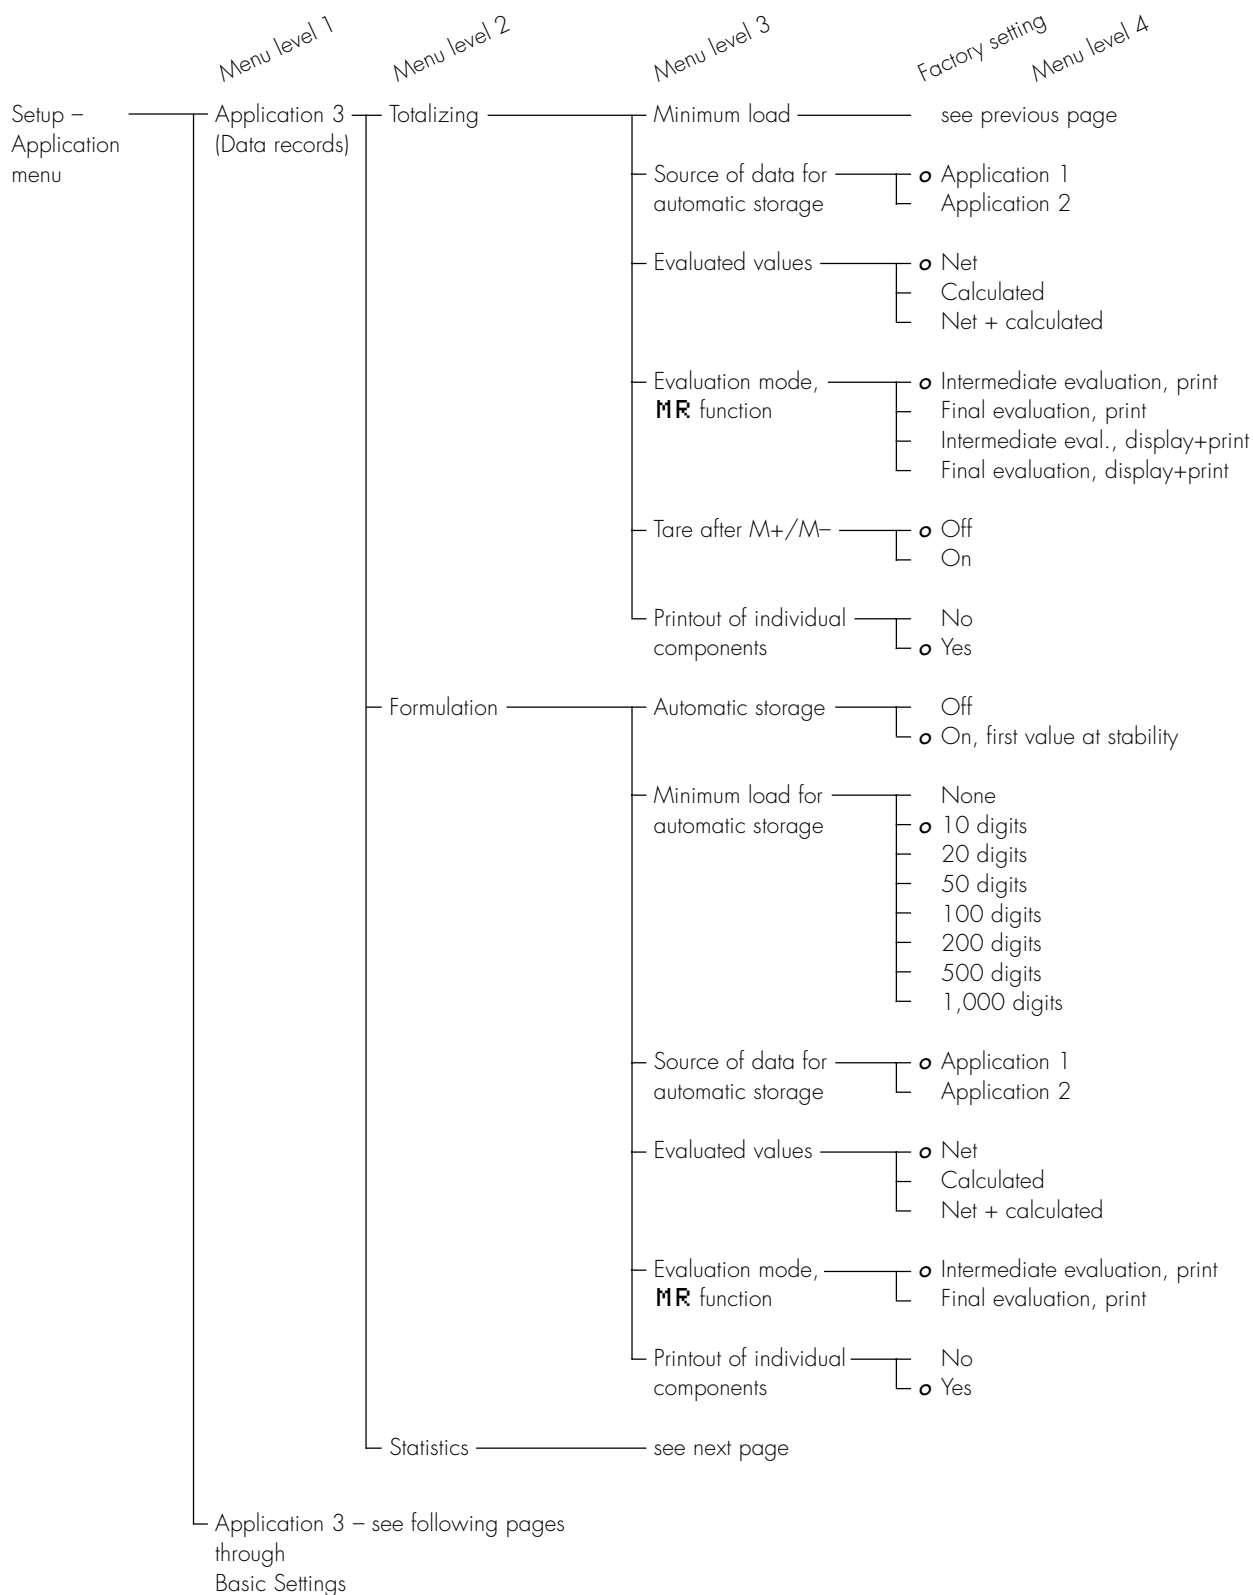 Menu level 1 Menu level 2 Menu level 3 Factory setting Menu level 4
Setup – Application 3 Totalizing Minimum load see previous page
Application (Data records)
menu Source of data for o Application 1
automatic storage Application 2
Evaluated values o Net
Calculated
Net + calculated
Evaluation mode, o Intermediate evaluation, print
MR function Final evaluation, print
Intermediate eval., display+print
Final evaluation, display+print
Tare after M+/M– o Off
On
Printout of individual No
components o Yes
Formulation Automatic storage Off
o On, first value at stability
Minimum load for None
automatic storage o 10 digits
20 digits
50 digits
100 digits
200 digits
500 digits
1,000 digits
Source of data for o Application 1
automatic storage Application 2
Evaluated values o Net
Calculated
Net + calculated
Evaluation mode, o Intermediate evaluation, print
MR function Final evaluation, print
Printout of individual No
components o Yes
Statistics see next page
Application 3 – see following pages
through
Basic Settings